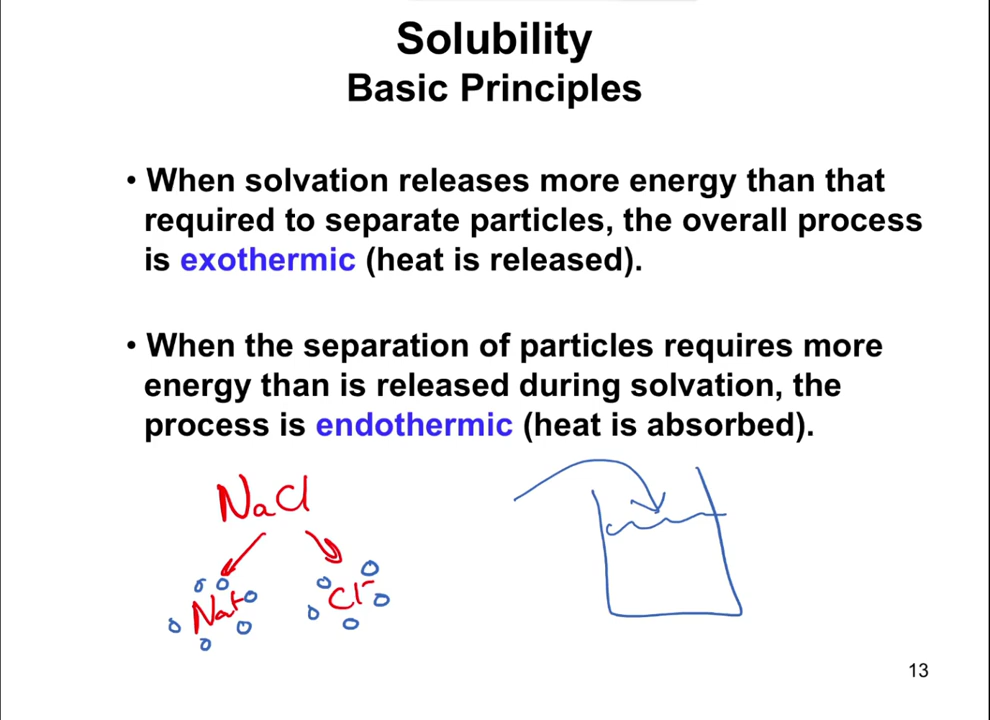 Solubility
Basic Principles
• When solvation releases more energy than that
required to separate particles, the overall process
is exothermic (heat is released).
• When the separation of particles requires more
energy than is released during solvation, the
process is endothermic (heat is absorbed).
NaCl
Na+ Cl-
13